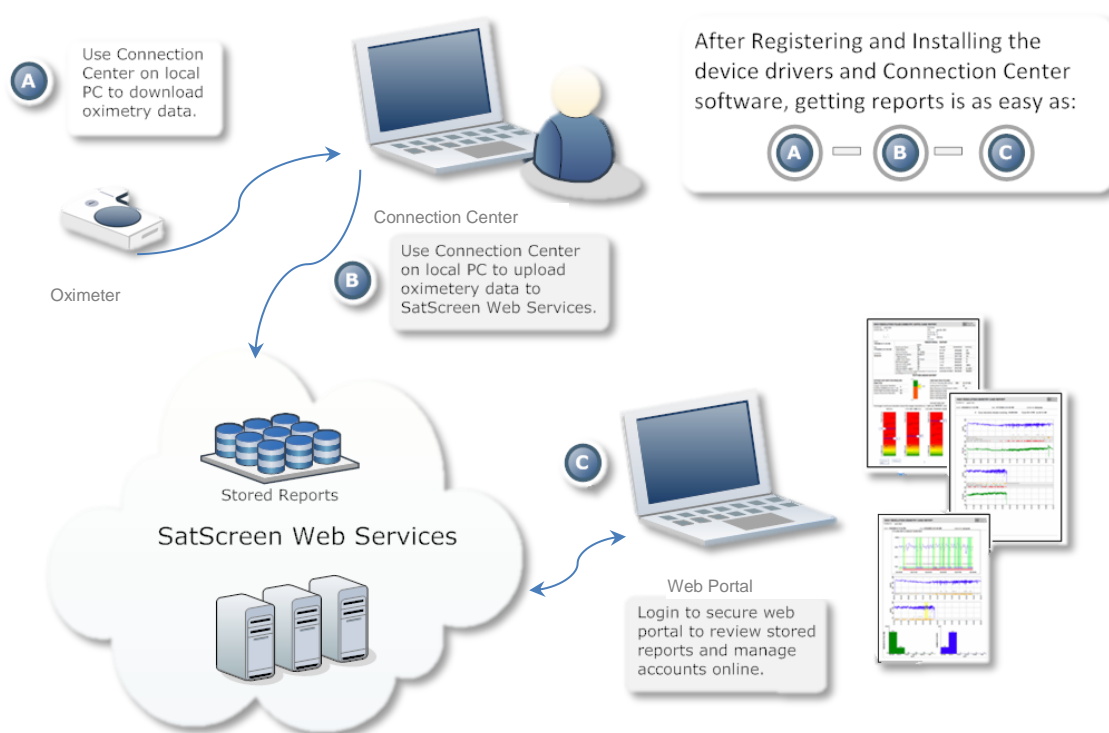 A
Use Connection
Center on local
PC to download
oximetry data.
After Registering and Installing the
device drivers and Connection Center
software, getting reports is as easy as:
A
B
C
Oximeter
Connection Center
B
Use Connection Center
on local PC to upload
oximetery data to
SatScreen Web Services.
Stored Reports
SatScreen Web Services
C
Web Portal
Login to secure web
portal to review stored
reports and manage
accounts online.